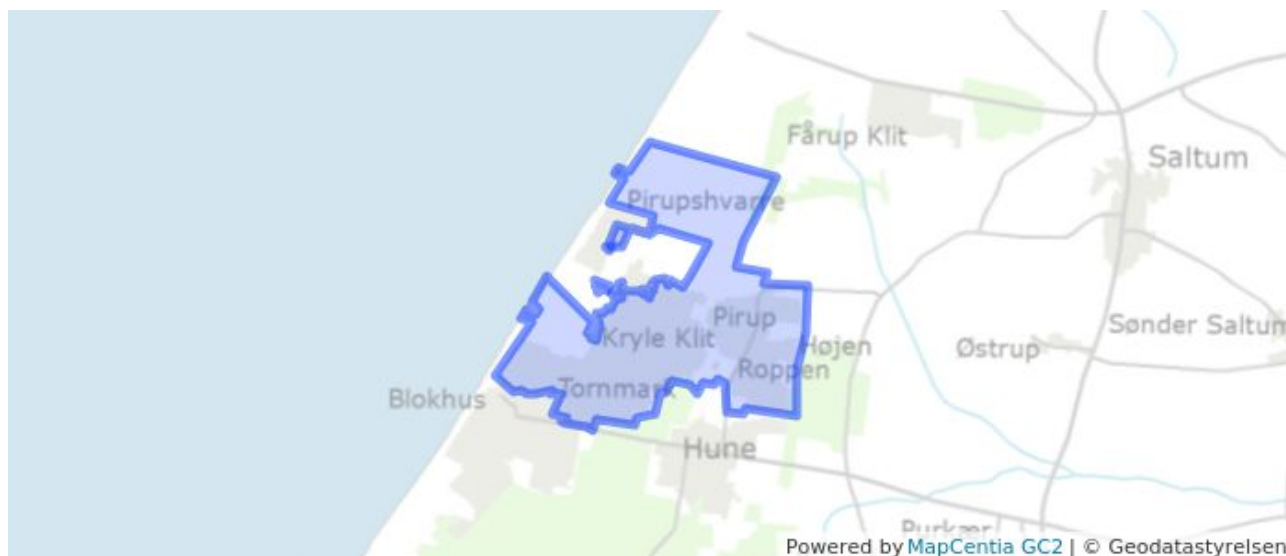 Fårup Klit
Saltum
Pirupshvarre
Pirup
Kryle Klit
Højen
Østrup
Sønder Saltum
Roppen
Tornmark
Blokhus
Hune
Purkær
Powered by MapCentia GC2 | © Geodatastyrelsen